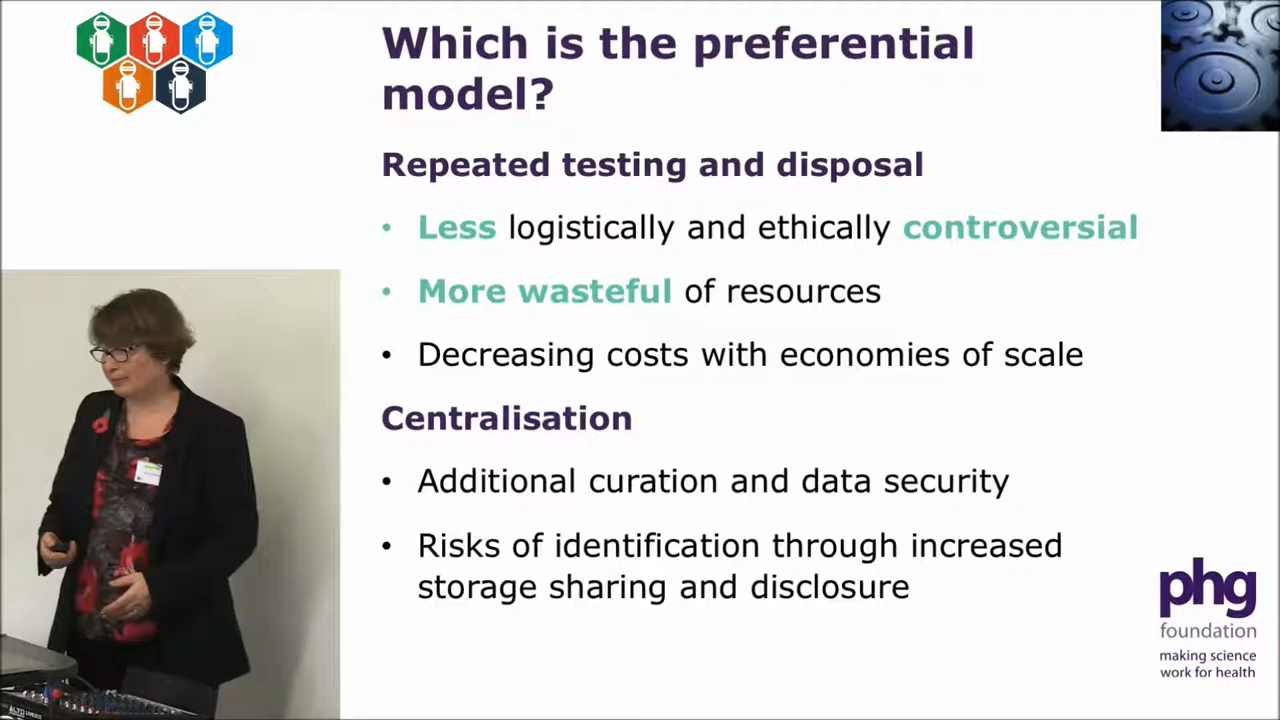 Which is the preferential
model?
Repeated testing and disposal
• Less logistically and ethically controversial
• More wasteful of resources
• Decreasing costs with economies of scale
Centralisation
• Additional curation and data security
• Risks of identification through increased
storage sharing and disclosure
phg
foundation
making science
work for health
ALTO